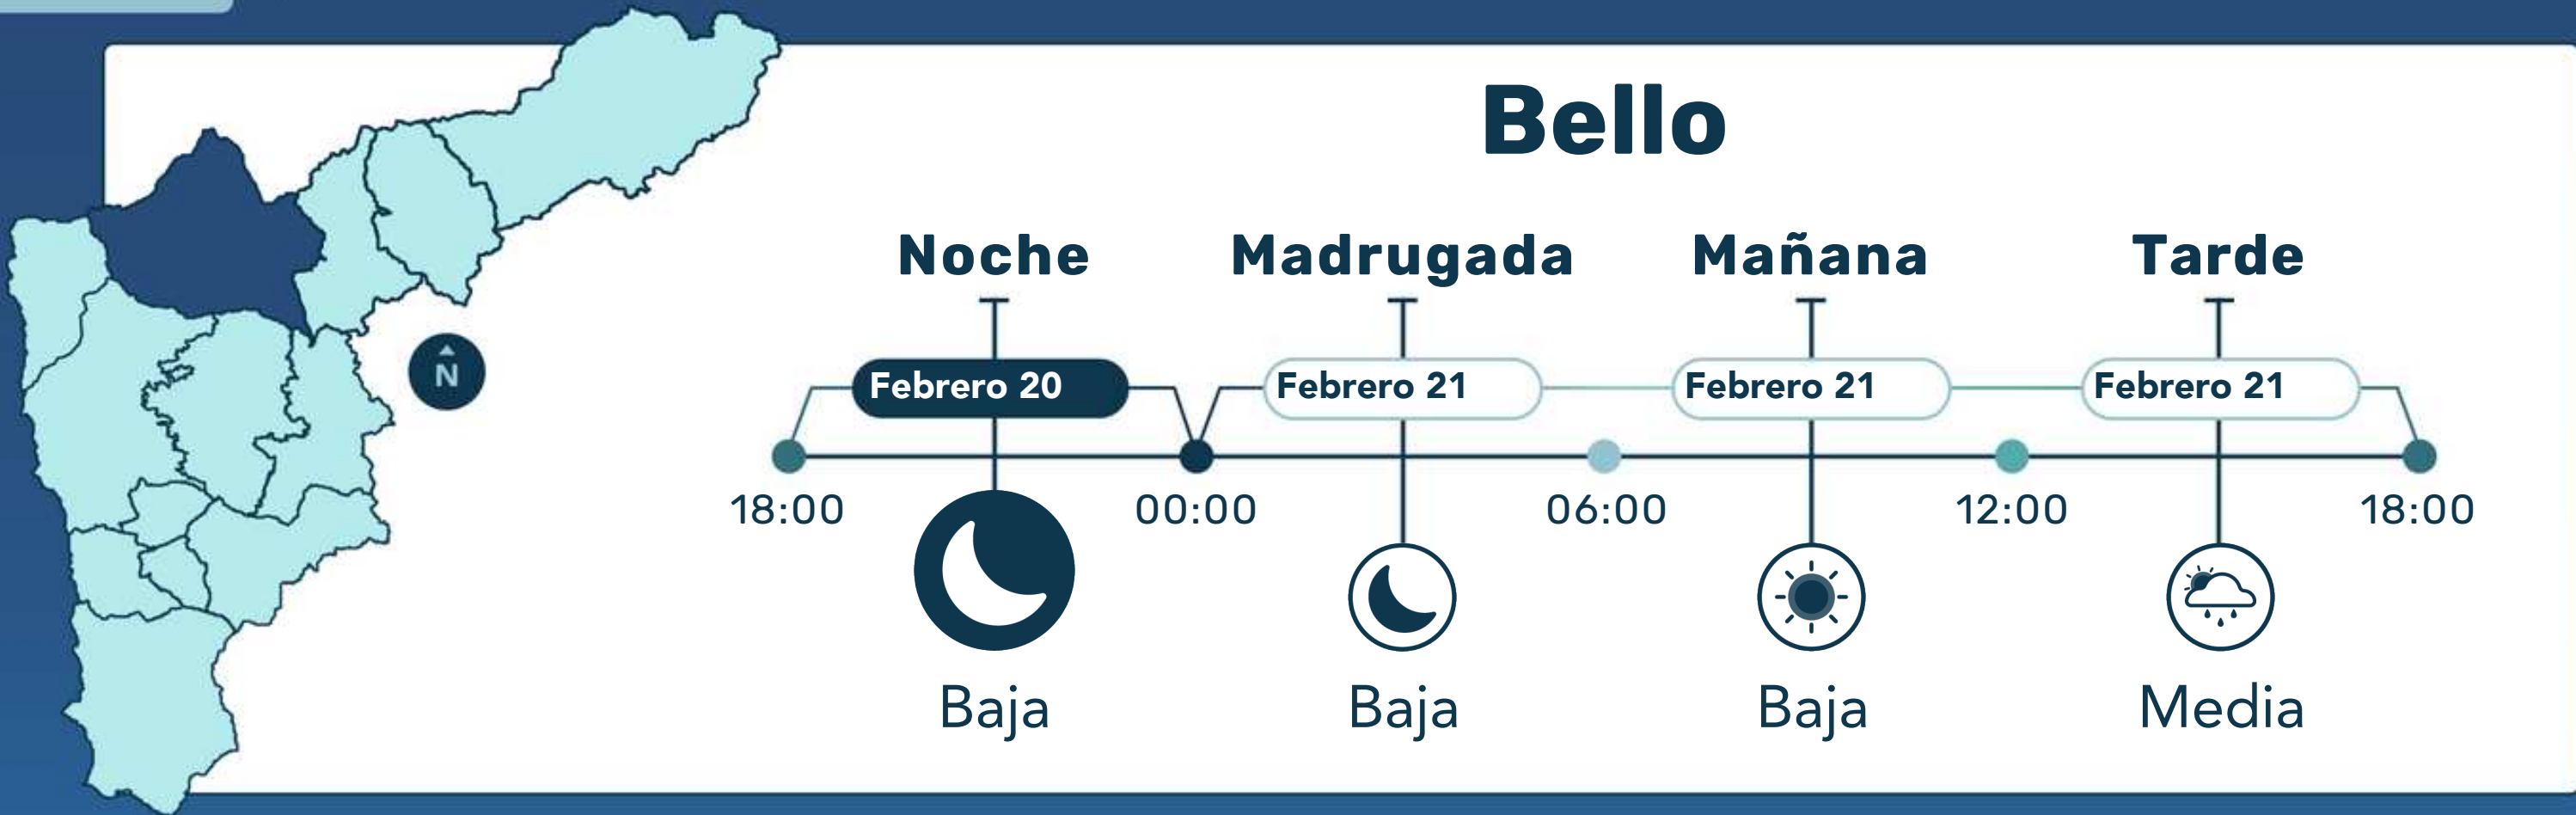 Bello
Noche Madrugada Mañana Tarde
Febrero 20 Febrero 21 Febrero 21 Febrero 21
N
18:00 00:00 06:00 12:00 18:00
Baja Baja Baja Media